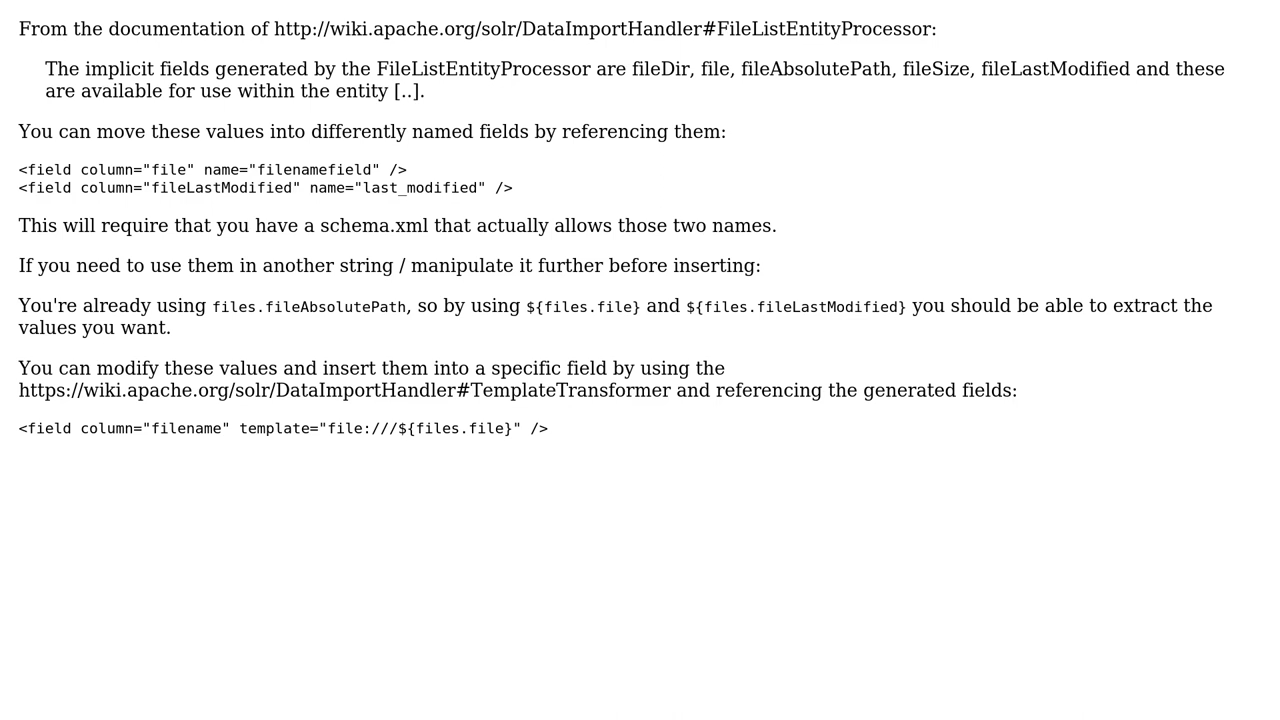 From the documentation of http://wiki.apache.org/solr/DataImportHandler#FileListEntityProcessor:
The implicit fields generated by the FileListEntityProcessor are fileDir, file, fileAbsolutePath, fileSize, fileLastModified and these
are available for use within the entity [..].
You can move these values into differently named fields by referencing them:
<field column="file" name="filenamefield" />
<field column="fileLastModified" name="last_modified" />
This will require that you have a schema.xml that actually allows those two names.
If you need to use them in another string / manipulate it further before inserting:
You're already using files.fileAbsolutePath, so by using ${files.file} and ${files.fileLastModified} you should be able to extract the
values you want.
You can modify these values and insert them into a specific field by using the
https://wiki.apache.org/solr/DataImportHandler#TemplateTransformer and referencing the generated fields:
<field column="filename" template="file:///${files.file}" />